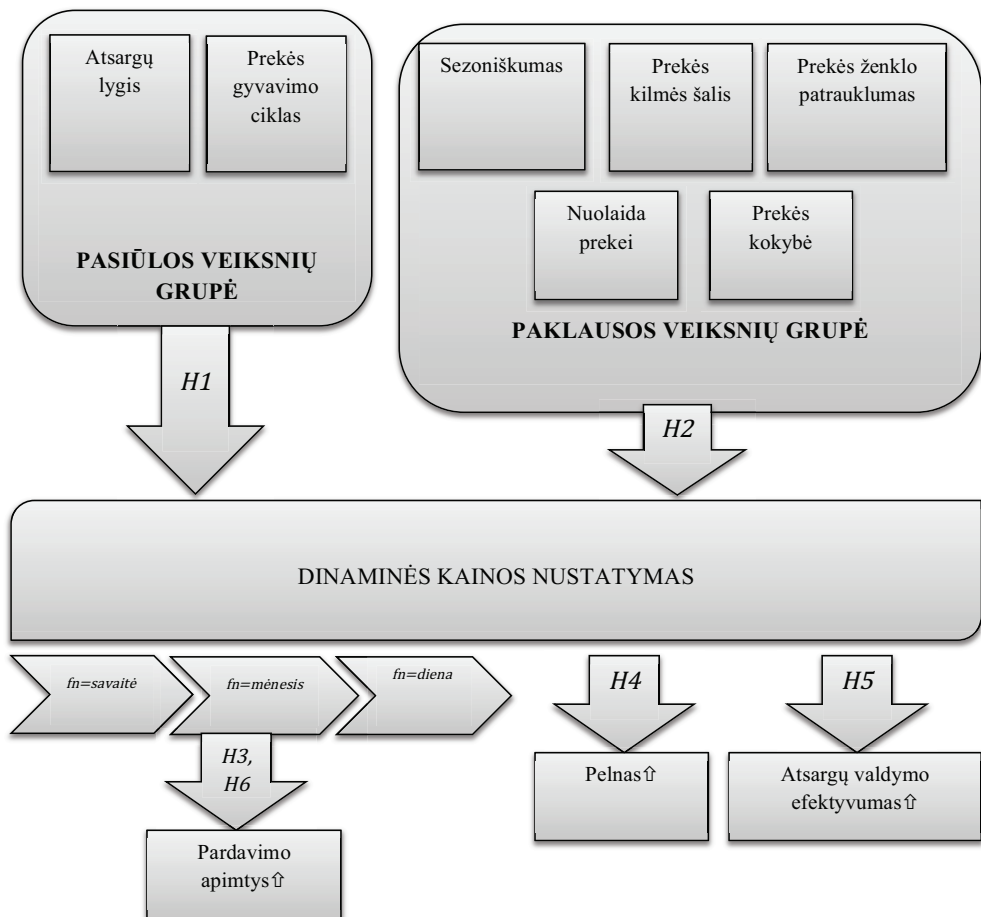 Atsargų
lygis
Prekės
gyvavimo
ciklas
PASIŪLOS VEIKSNIŲ
GRUPĖ
Sezoniškumas
Prekės
kilmės šalis
Prekės ženklo
patrauklumas
Nuolaida
prekei
Prekės
kokybė
PAKLAUSOS VEIKSNIŲ GRUPĖ
H1
H2
DINAMINĖS KAINOS NUSTATYMAS
fn=savaitė
fn=mėnesis
fn=diena
H3,
H6
H4
H5
Pardavimo
apimtys⇧
Pelnas⇧
Atsargų valdymo
efektyvumas⇧